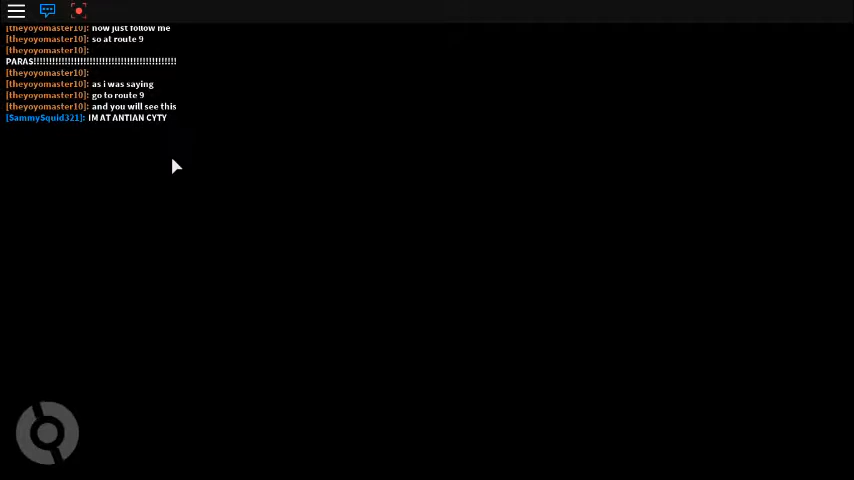 [theyoyomaster10]: now just follow me
[theyoyomaster10]: so at route 9
[theyoyomaster10]:
PARAS!!!!!!!!!!!!!!!!!!!!!!!!!!!!!!!!!!!!!!!!!!!!!!
[theyoyomaster10]:
[theyoyomaster10]: as i was saying
[theyoyomaster10]: go to route 9
[theyoyomaster10]: and you will see this
[SammySquid321]: IM AT ANTIAN CYTY